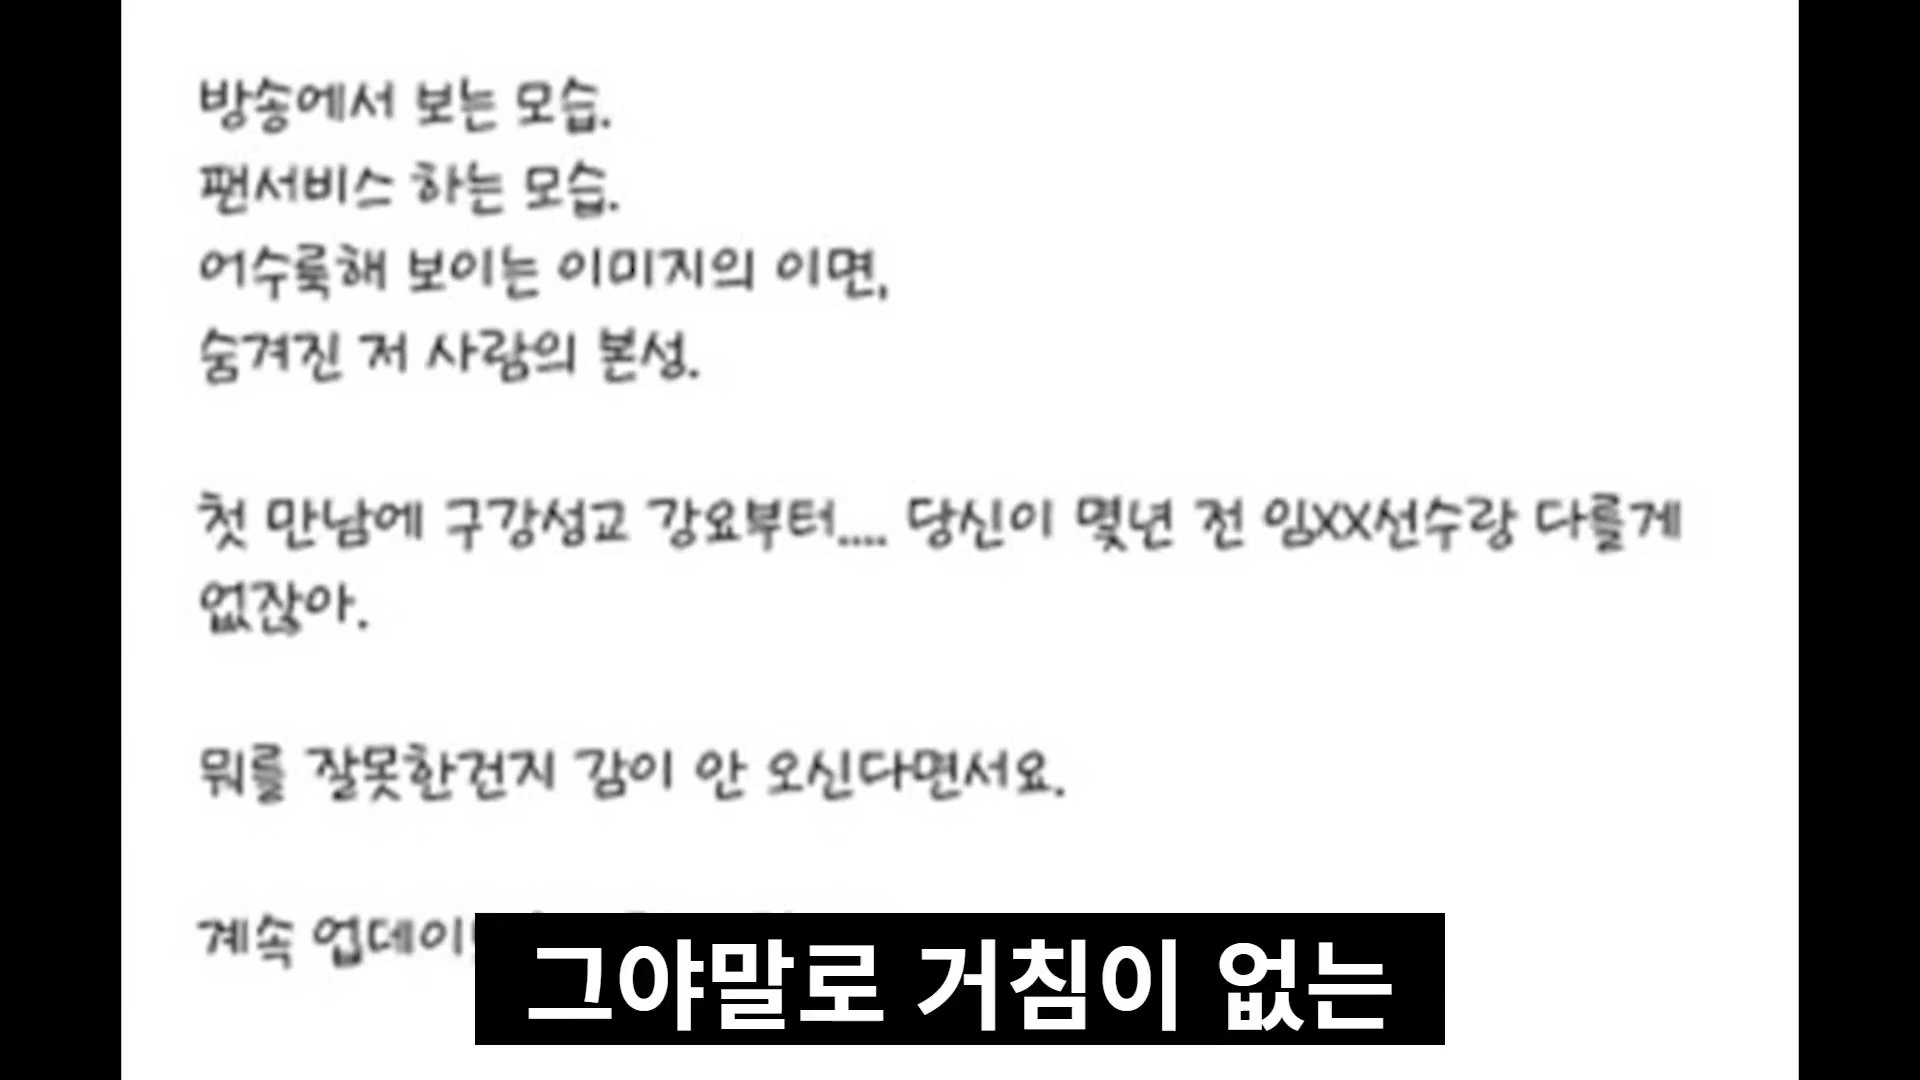 방송에서 보는 모습.
팬서비스 하는 모습.
어수룩해 보이는 이미지의 이면,
숨겨진 저 사람의 본성.
첫 만남에 구강성교 강요부터.... 당신이 몇년 전 임XX선수랑 다를게
없잖아.
뭐를 잘못한건지 감이 안 오신다면서요.
계속 업데이
그야말로 거침이 없는